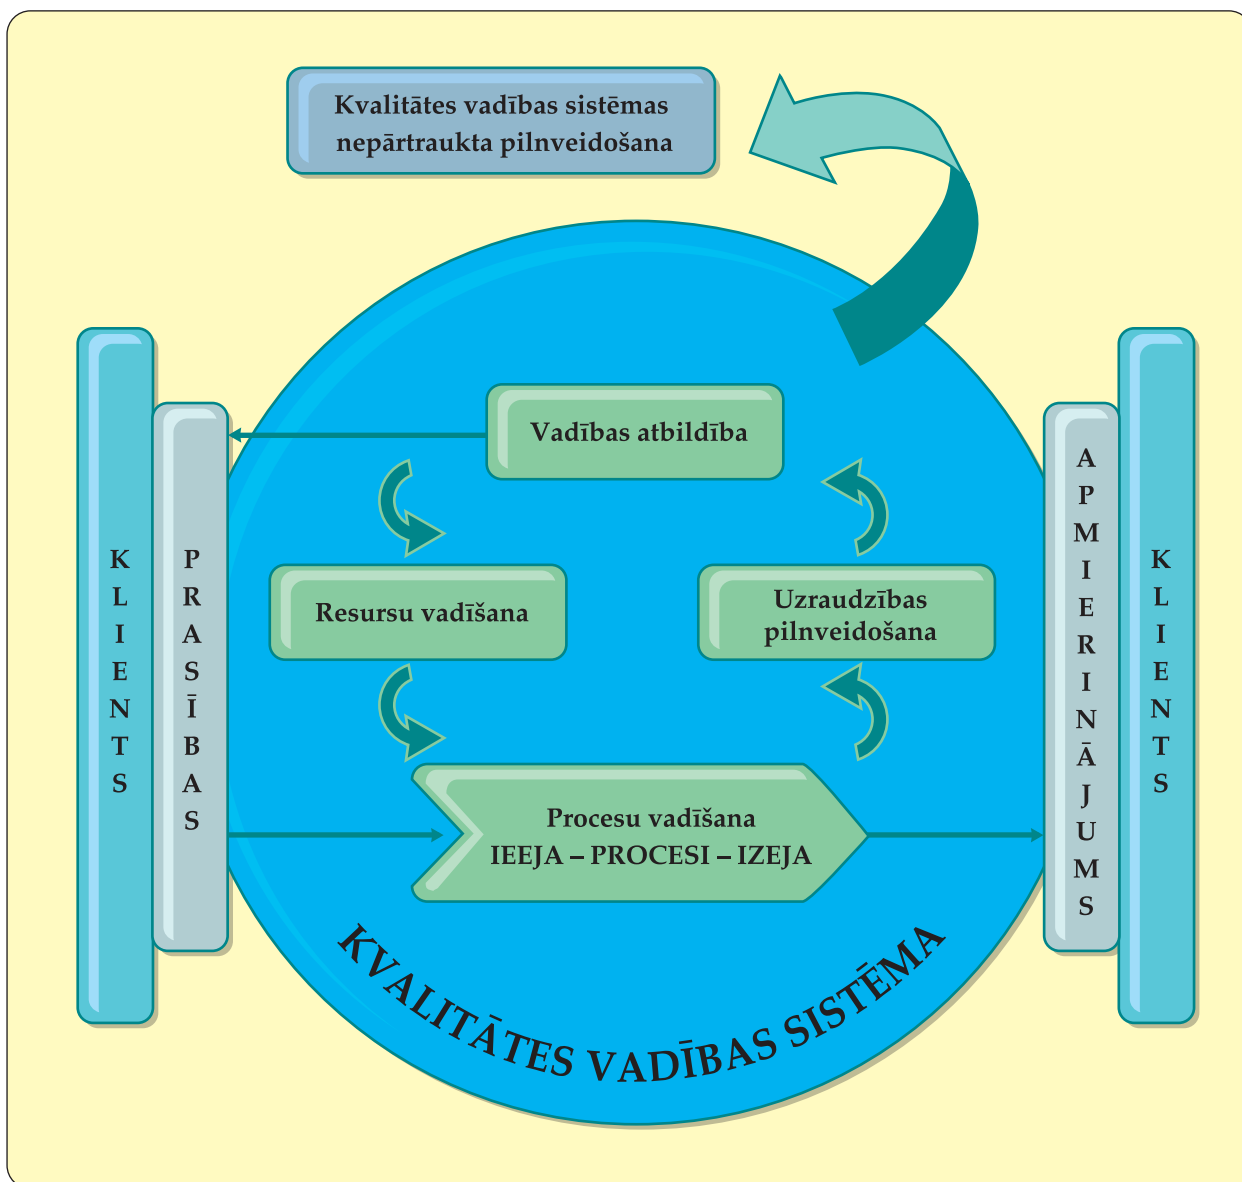 Kvalitātes vadības sistēmas
nepārtraukta pilnveidošana
Vadības atbildība
KLIENTS
PRASĪBAS
Resursu vadīšana
Uzraudzības
pilnveidošana
APMIERINĀJUMS
KLIENTS
Procesu vadīšana
IEEJA – PROCESI – IZEJA
KVALITĀTES VADĪBAS SISTĒMA